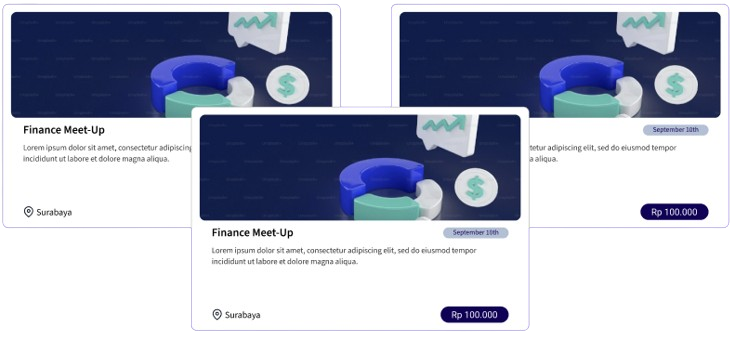 Finance Meet-Up
Lorem ipsum dolor sit amet, consectetur adipiscing
incididunt ut labore et dolore magna aliqua.
Surabaya
September 10th
adipiscing elit, sed do eiusmod tempor
aliqua.
Rp 100.000
Finance Meet-Up
September 10th
Lorem ipsum dolor sit amet, consectetur adipiscing elit, sed do eiusmod tempor
incididunt ut labore et dolore magna aliqua.
Surabaya
Rp 100.000